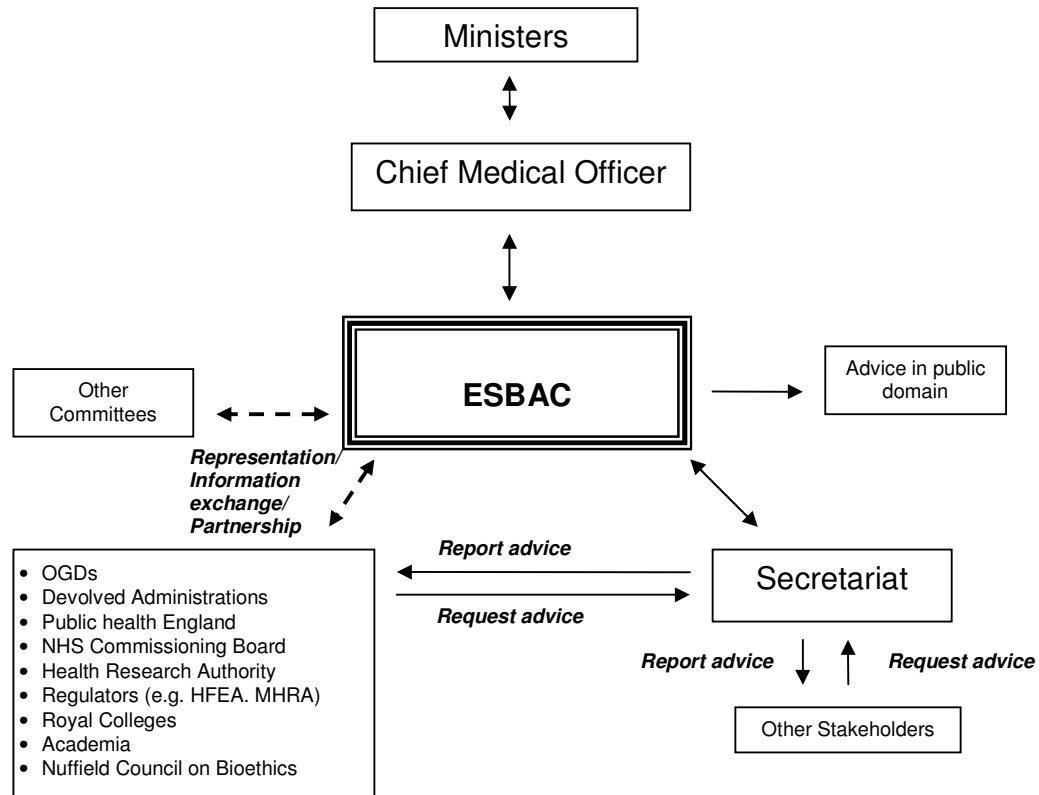 Ministers
Chief Medical Officer
ESBAC
Other
Committees
Advice in public
domain
Representation/
Information
exchange/
Partnership
Report advice
Request advice
Secretariat
• OGDs
• Devolved Administrations
• Public health England
• NHS Commissioning Board
• Health Research Authority
• Regulators (e.g. HFEA. MHRA)
• Royal Colleges
• Academia
• Nuffield Council on Bioethics
Report advice
Request advice
Other Stakeholders